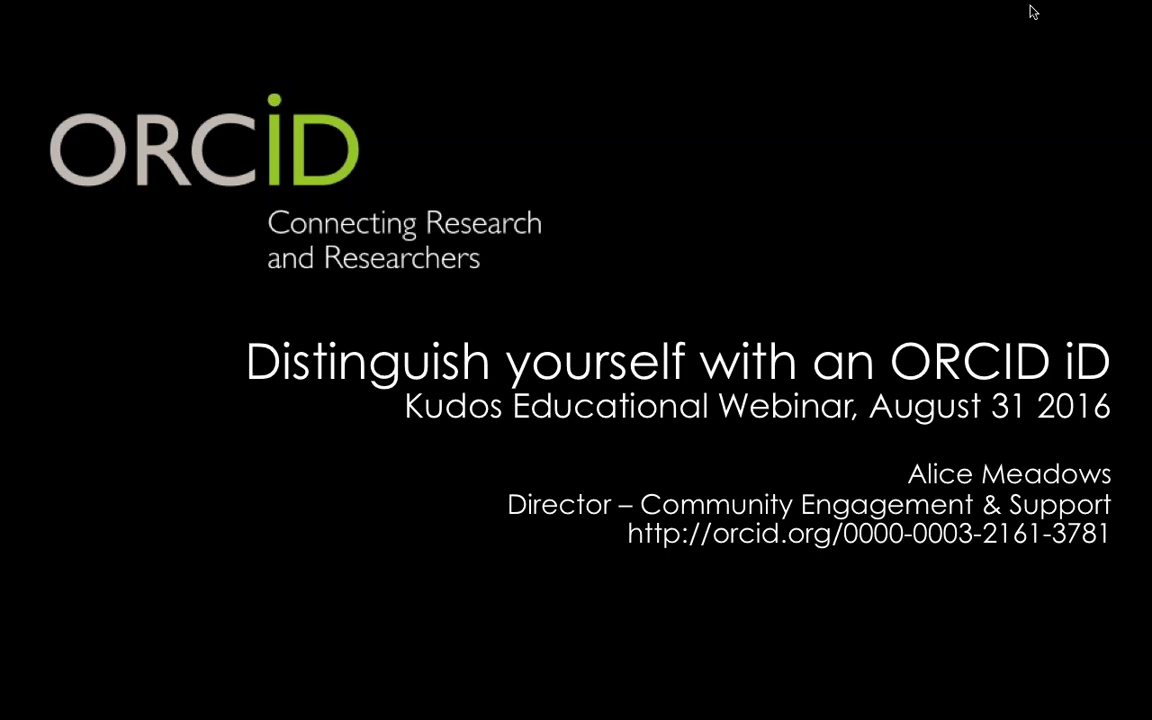 ORCiD
Connecting Research
and Researchers
Distinguish yourself with an ORCID iD
Kudos Educational Webinar, August 31 2016
Alice Meadows
Director – Community Engagement & Support
http://orcid.org/0000-0003-2161-3781